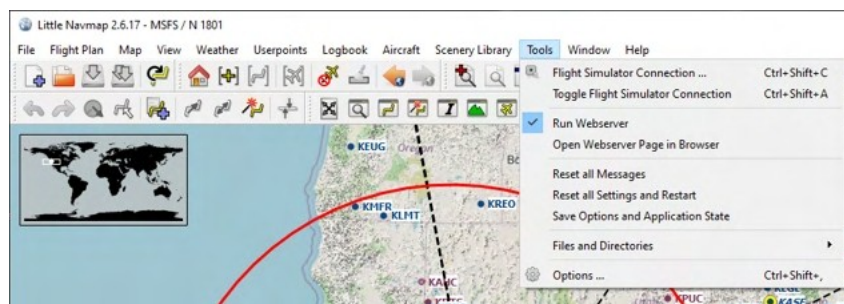 Little Navmap 2.6.17 - MSFS / N 1801
File Flight Plan Map View Weather Userpoints Logbook Aircraft Scenery Library Tools Window Help
Flight Simulator Connection ... Ctrl+Shift+C
Toggle Flight Simulator Connection Ctrl+Shift+A
Run Webserver
Open Webserver Page in Browser
Reset all Messages
Reset all Settings and Restart
Save Options and Application State
Files and Directories
Options ... Ctrl+Shift+,
KEUG Oregon
KMFR
KLMT
KREO